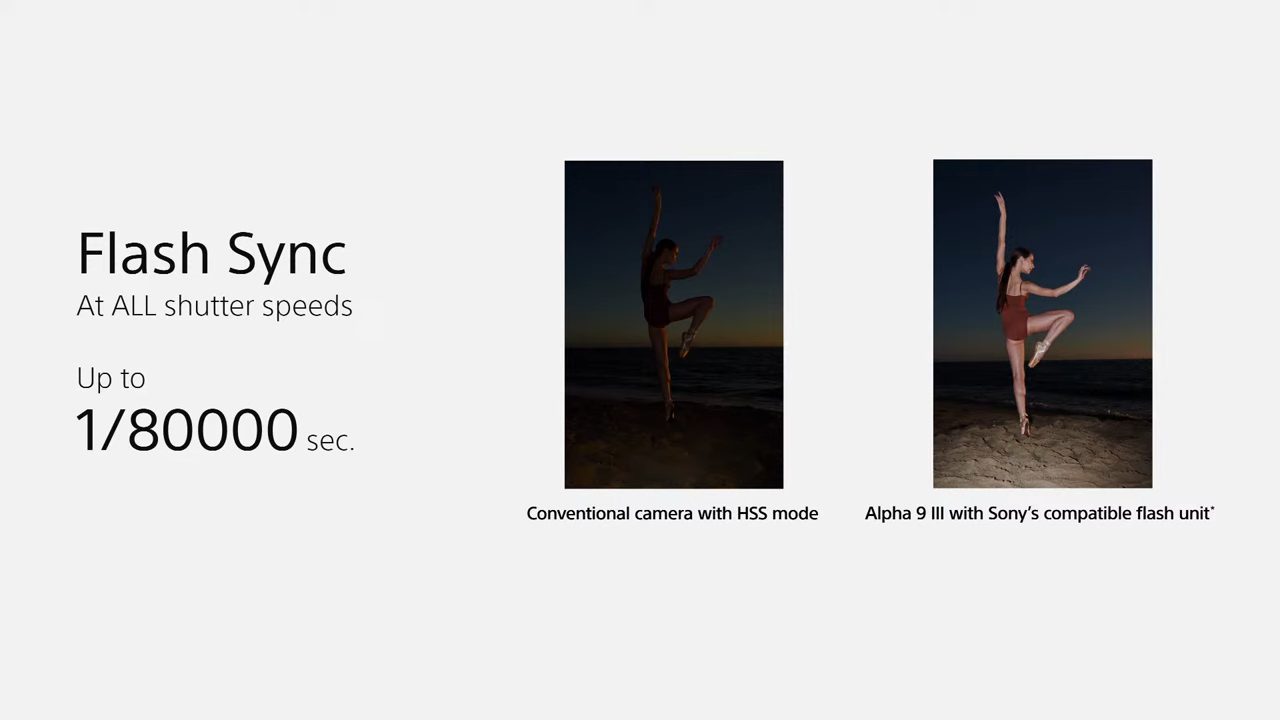 Flash Sync
At ALL shutter speeds
Up to
1/80000 sec.
Conventional camera with HSS mode
Alpha 9 III with Sony's compatible flash unit*